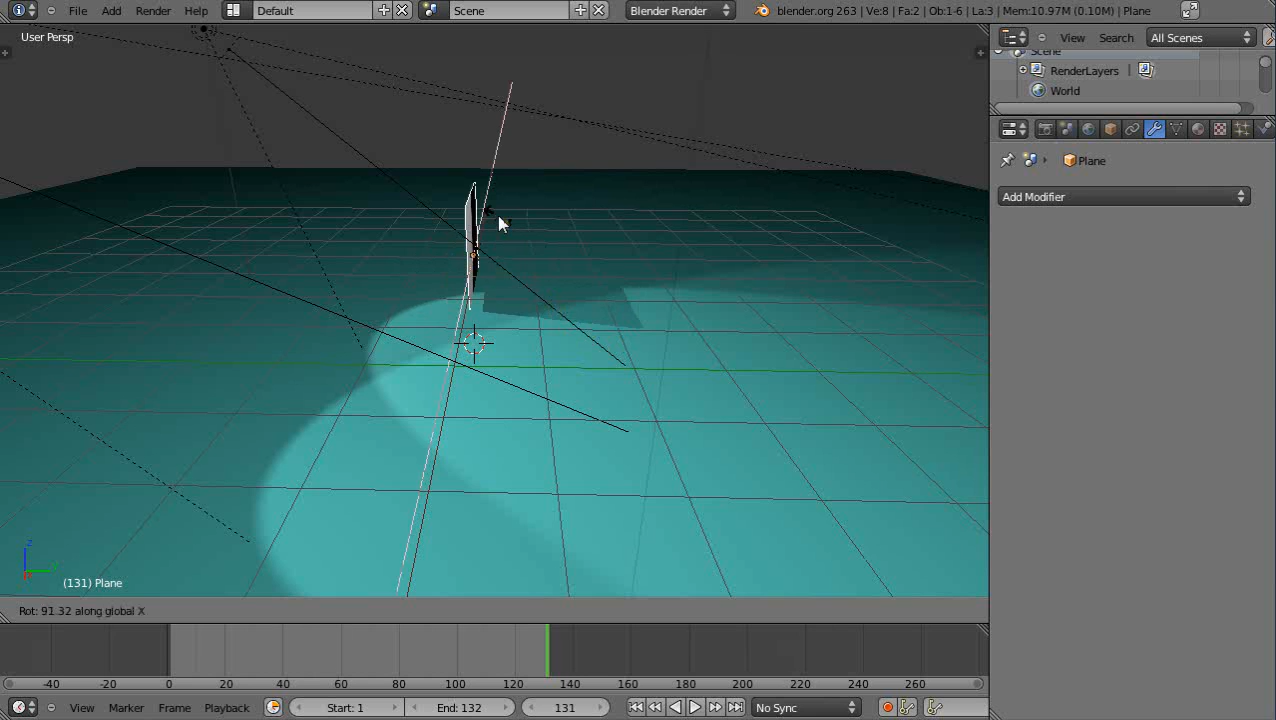 File Add Render Help Default Scene Blender Render blender.org 263 | Ve:8 | Fa:2 | Ob:1-6 | La:3 | Mem:10.97M (0.10M) | Plane
User Persp
View Search All Scenes
Scene
RenderLayers |
World
Plane
Add Modifier
z
(131) Plane
Rot: 91.32 along global X
-40 -20 0 20 40 60 80 100 120 140 160 180 200 220 240 260
View Marker Frame Playback Start: 1 End: 132 131 No Sync